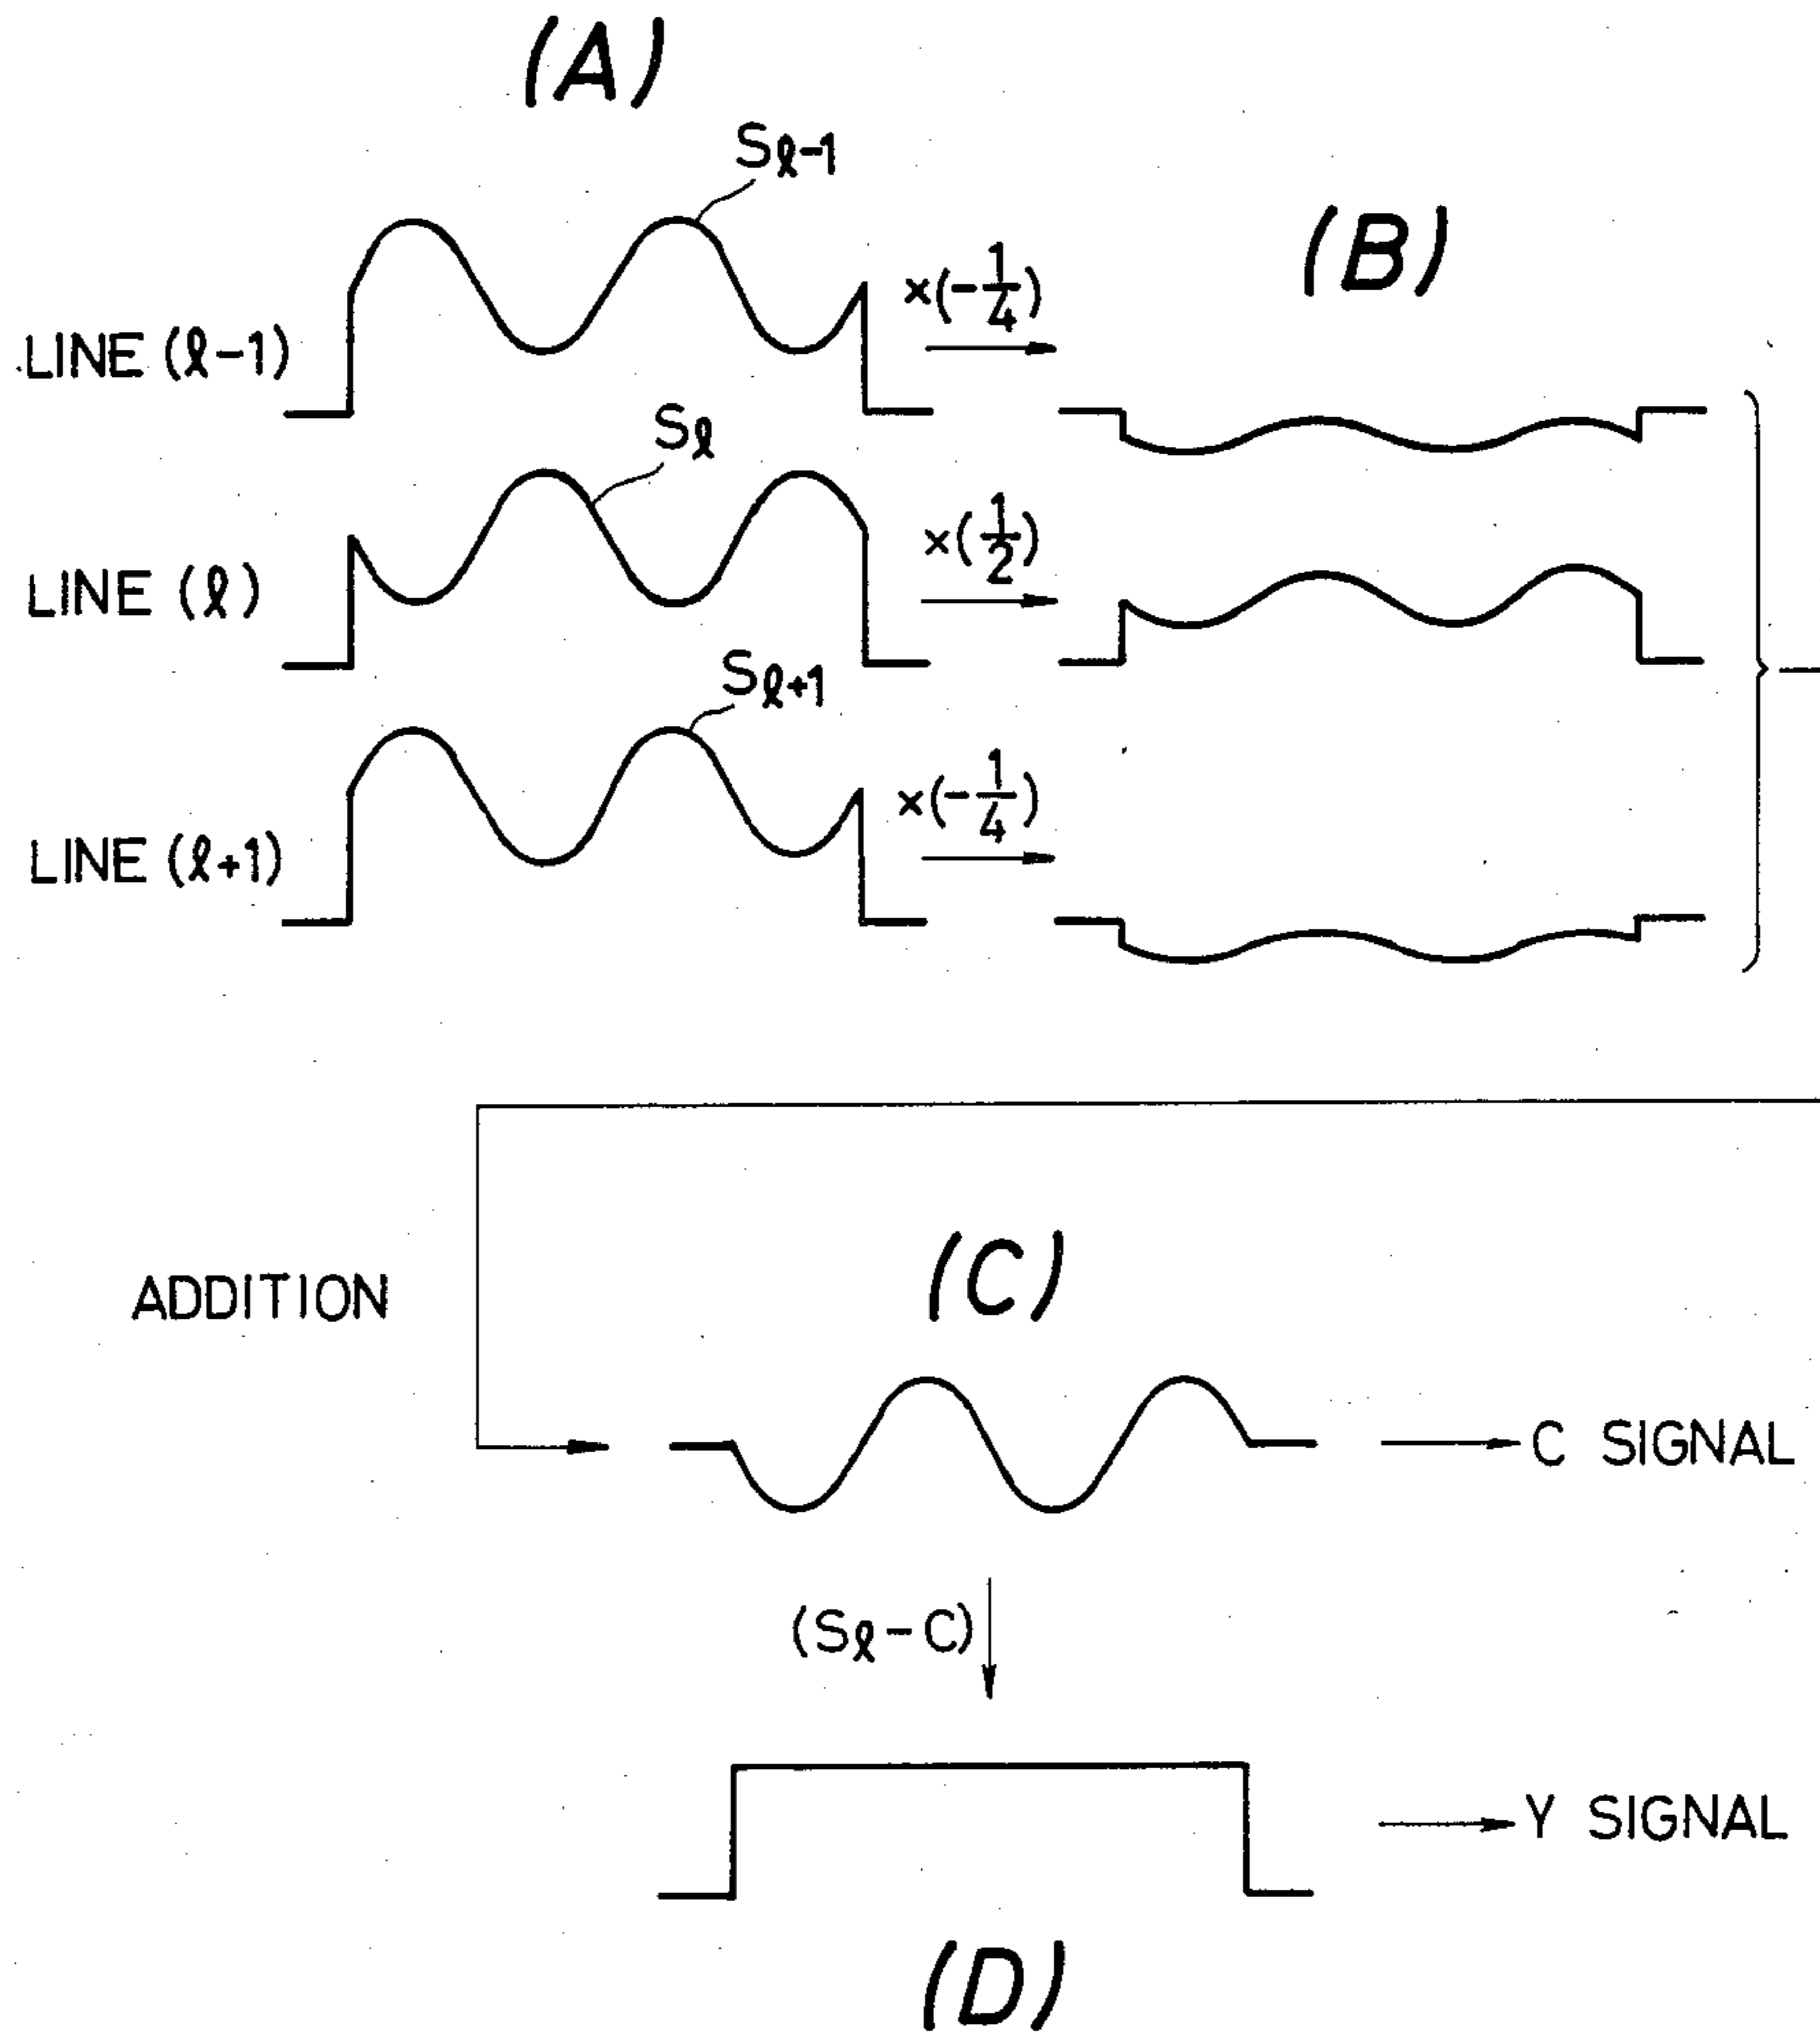 (A)
Sℓ-1
(B)
×(-1/4)
LINE (ℓ-1)
Sℓ
×(1/2)
LINE (ℓ)
Sℓ+1
×(-1/4)
LINE (ℓ+1)
(C)
ADDITION
C SIGNAL
(Sℓ-C)
Y SIGNAL
(D)